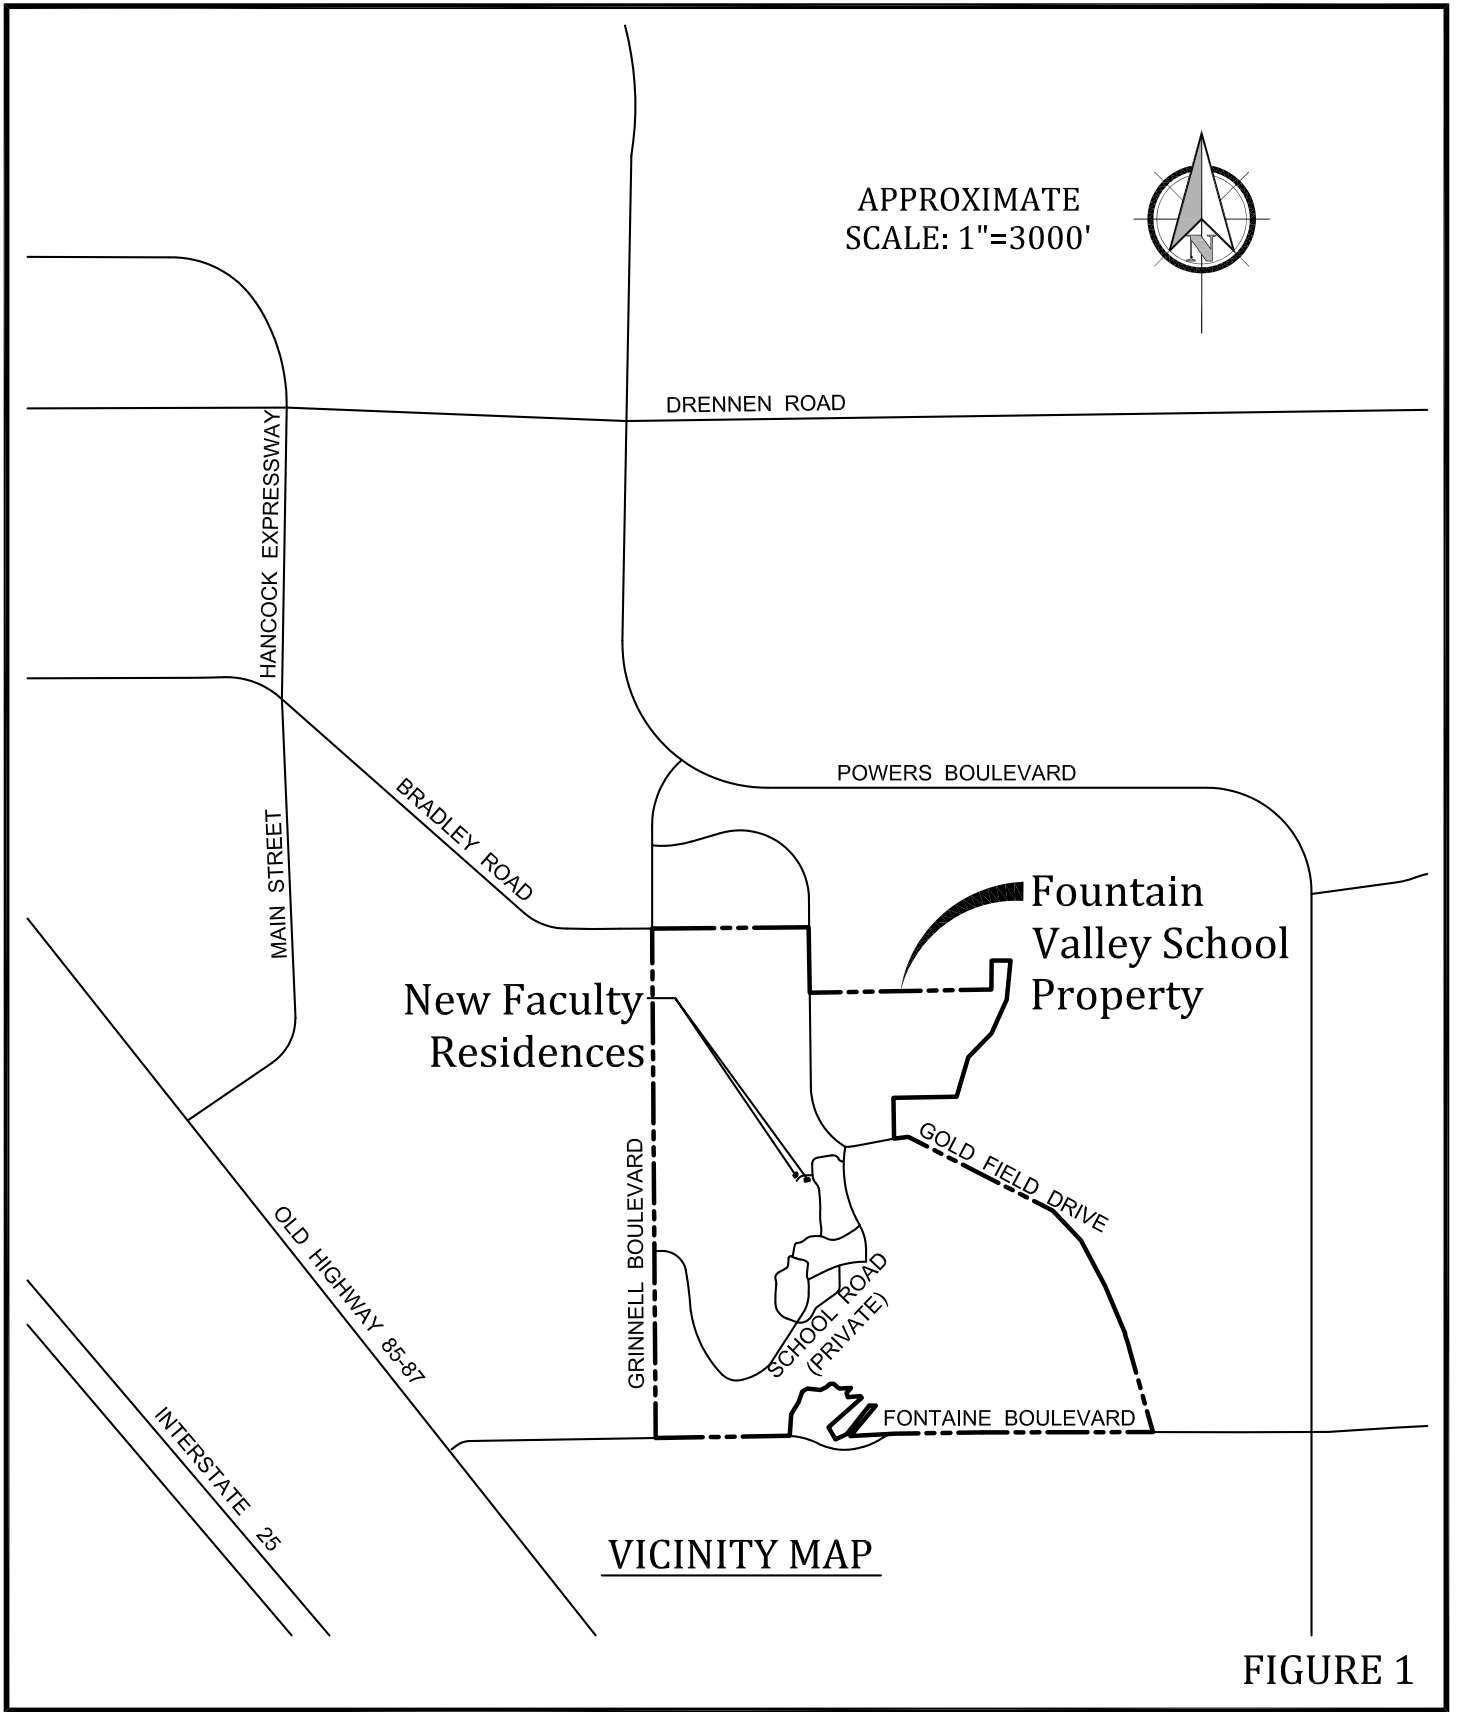 APPROXIMATE
SCALE: 1"=3000'
N
DRENNEN ROAD
HANCOCK EXPRESSWAY
POWERS BOULEVARD
BRADLEY ROAD
MAIN STREET
Fountain
Valley School
Property
New Faculty
Residences
GOLD FIELD DRIVE
GRINNELL BOULEVARD
OLD HIGHWAY 85-87
SCHOOL ROAD
(PRIVATE)
INTERSTATE 25
FONTAINE BOULEVARD
VICINITY MAP
FIGURE 1